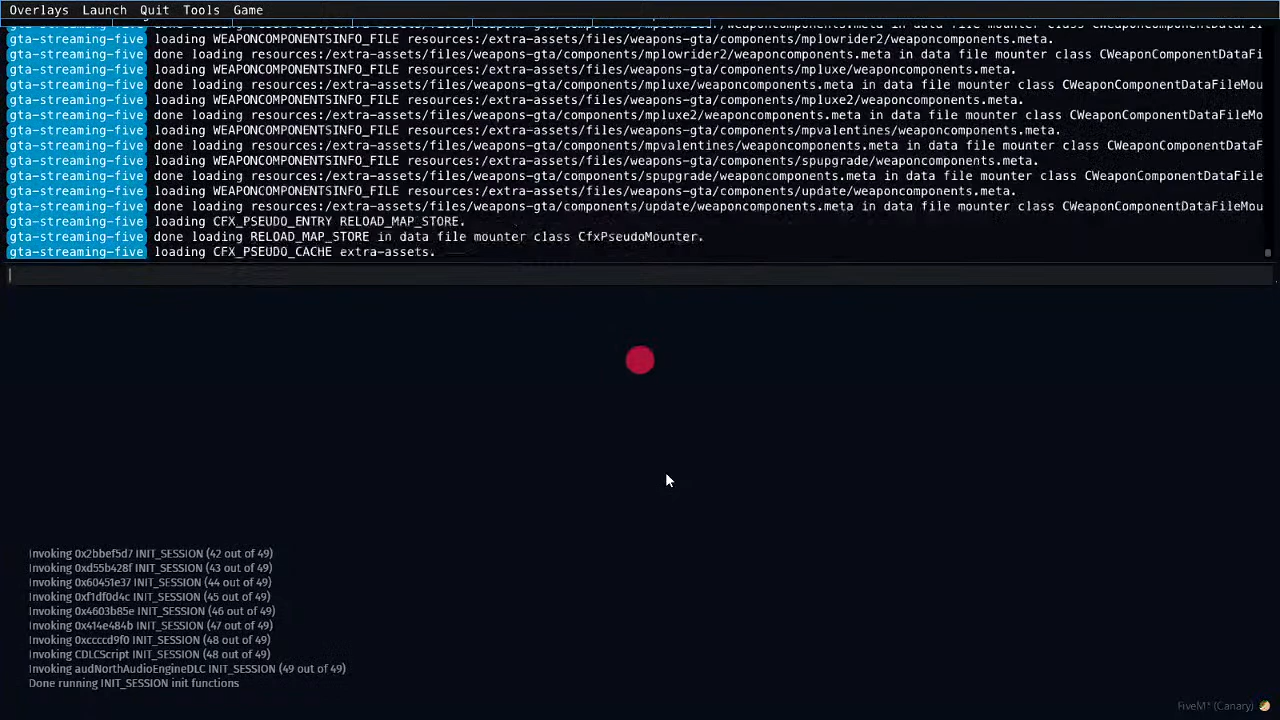 Overlays Launch Quit Tools Game
gta-streaming-five loading WEAPONCOMPONENTSINFO_FILE resources:/extra-assets/files/weapons-gta/components/mplowrider2/weaponcomponents.meta.
gta-streaming-five done loading resources:/extra-assets/files/weapons-gta/components/mplowrider2/weaponcomponents.meta in data file mounter class CWeaponComponentDataFi
gta-streaming-five loading WEAPONCOMPONENTSINFO_FILE resources:/extra-assets/files/weapons-gta/components/mpluxe/weaponcomponents.meta.
gta-streaming-five done loading resources:/extra-assets/files/weapons-gta/components/mpluxe/weaponcomponents.meta in data file mounter class CWeaponComponentDataFileMou
gta-streaming-five loading WEAPONCOMPONENTSINFO_FILE resources:/extra-assets/files/weapons-gta/components/mpluxe2/weaponcomponents.meta.
gta-streaming-five done loading resources:/extra-assets/files/weapons-gta/components/mpluxe2/weaponcomponents.meta in data file mounter class CWeaponComponentDataFileMo
gta-streaming-five loading WEAPONCOMPONENTSINFO_FILE resources:/extra-assets/files/weapons-gta/components/mpvalentines/weaponcomponents.meta.
gta-streaming-five done loading resources:/extra-assets/files/weapons-gta/components/mpvalentines/weaponcomponents.meta in data file mounter class CWeaponComponentDataF
gta-streaming-five loading WEAPONCOMPONENTSINFO_FILE resources:/extra-assets/files/weapons-gta/components/spupgrade/weaponcomponents.meta.
gta-streaming-five done loading resources:/extra-assets/files/weapons-gta/components/spupgrade/weaponcomponents.meta in data file mounter class CWeaponComponentDataFile
gta-streaming-five loading WEAPONCOMPONENTSINFO_FILE resources:/extra-assets/files/weapons-gta/components/update/weaponcomponents.meta.
gta-streaming-five done loading resources:/extra-assets/files/weapons-gta/components/update/weaponcomponents.meta in data file mounter class CWeaponComponentDataFileMou
gta-streaming-five loading CFX_PSEUDO_ENTRY RELOAD_MAP_STORE.
gta-streaming-five done loading RELOAD_MAP_STORE in data file mounter class CfxPseudoMounter.
gta-streaming-five loading CFX_PSEUDO_CACHE extra-assets.
Invoking 0x2bbef5d7 INIT_SESSION (42 out of 49)
Invoking 0xd55b428f INIT_SESSION (43 out of 49)
Invoking 0x60451e37 INIT_SESSION (44 out of 49)
Invoking 0xf1df0d4c INIT_SESSION (45 out of 49)
Invoking 0x4603b85e INIT_SESSION (46 out of 49)
Invoking 0x414e484b INIT_SESSION (47 out of 49)
Invoking 0xccccd9f0 INIT_SESSION (48 out of 49)
Invoking CDLCScript INIT_SESSION (48 out of 49)
Invoking audNorthAudioEngineDLC INIT_SESSION (49 out of 49)
Done running INIT_SESSION init functions
FiveM* (Canary)